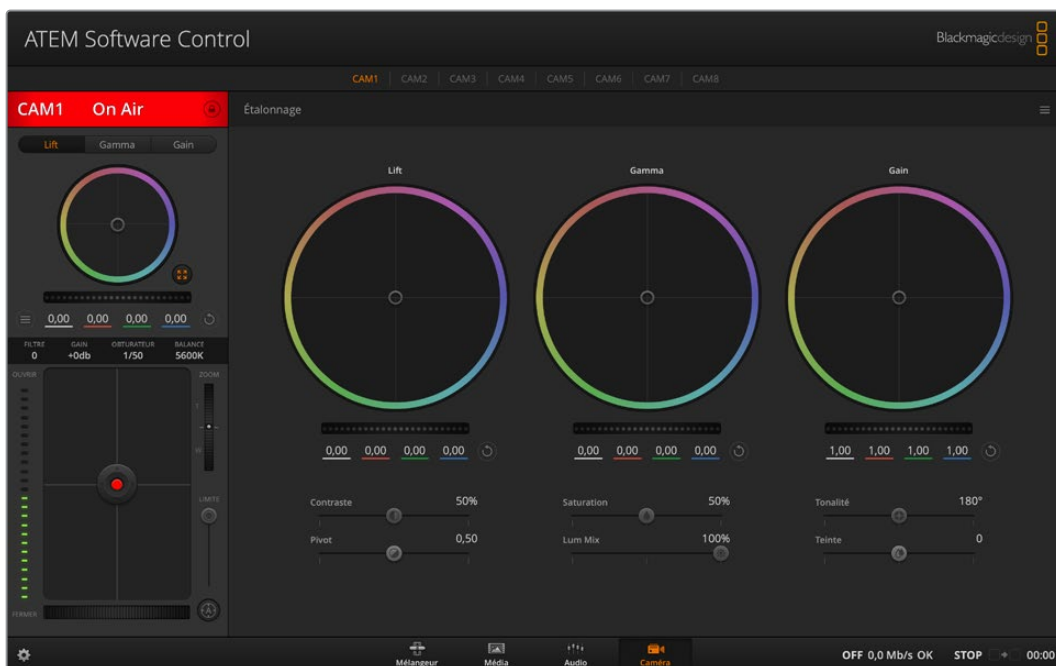 ATEM Software Control
Blackmagicdesign
CAM1 CAM2 CAM3 CAM4 CAM5 CAM6 CAM7 CAM8
CAM1 On Air
Étalonnage
Lift Gamma Gain
Lift Gamma Gain
0,00 0,00 0,00 0,00
FILTRE GAIN OBTURATEUR BALANCE
0 +0db 1/50 5600K
OUVRIR ZOOM
LIMITE
FERMER
0,00 0,00 0,00 0,00 0,00 0,00 0,00 0,00 1,00 1,00 1,00 1,00
Contraste 50% Saturation 50% Tonalité 180°
Pivot 0,50 Lum Mix 100% Teinte 0
Mélangeur Média Audio Caméra
OFF 0,0 Mb/s OK STOP 00:00